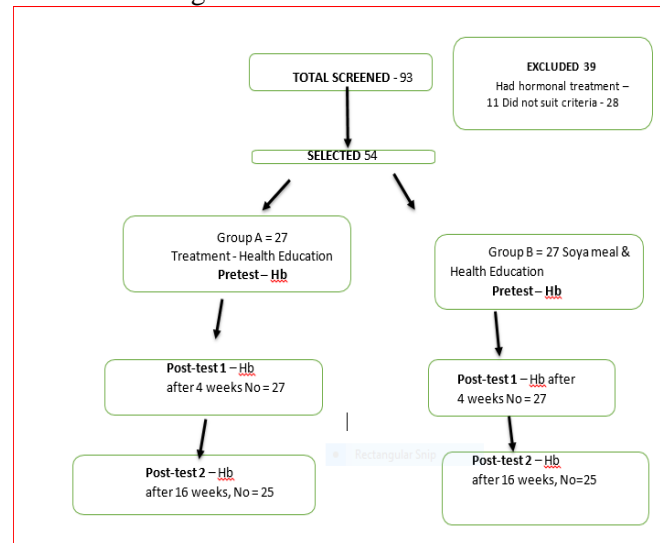 TOTAL SCREENED - 93
EXCLUDED 39
Had hormonal treatment –
11 Did not suit criteria - 28
SELECTED 54
Group A = 27
Treatment - Health Education
Pretest – Hb
Group B = 27 Soya meal &
Health Education
Pretest – Hb
Post-test 1 – Hb
after 4 weeks No = 27
Post-test 1 – Hb after
4 weeks No = 27
Post-test 2 – Hb
after 16 weeks, No = 25
Post-test 2 – Hb
after 16 weeks, No=25
Rectangular Snip